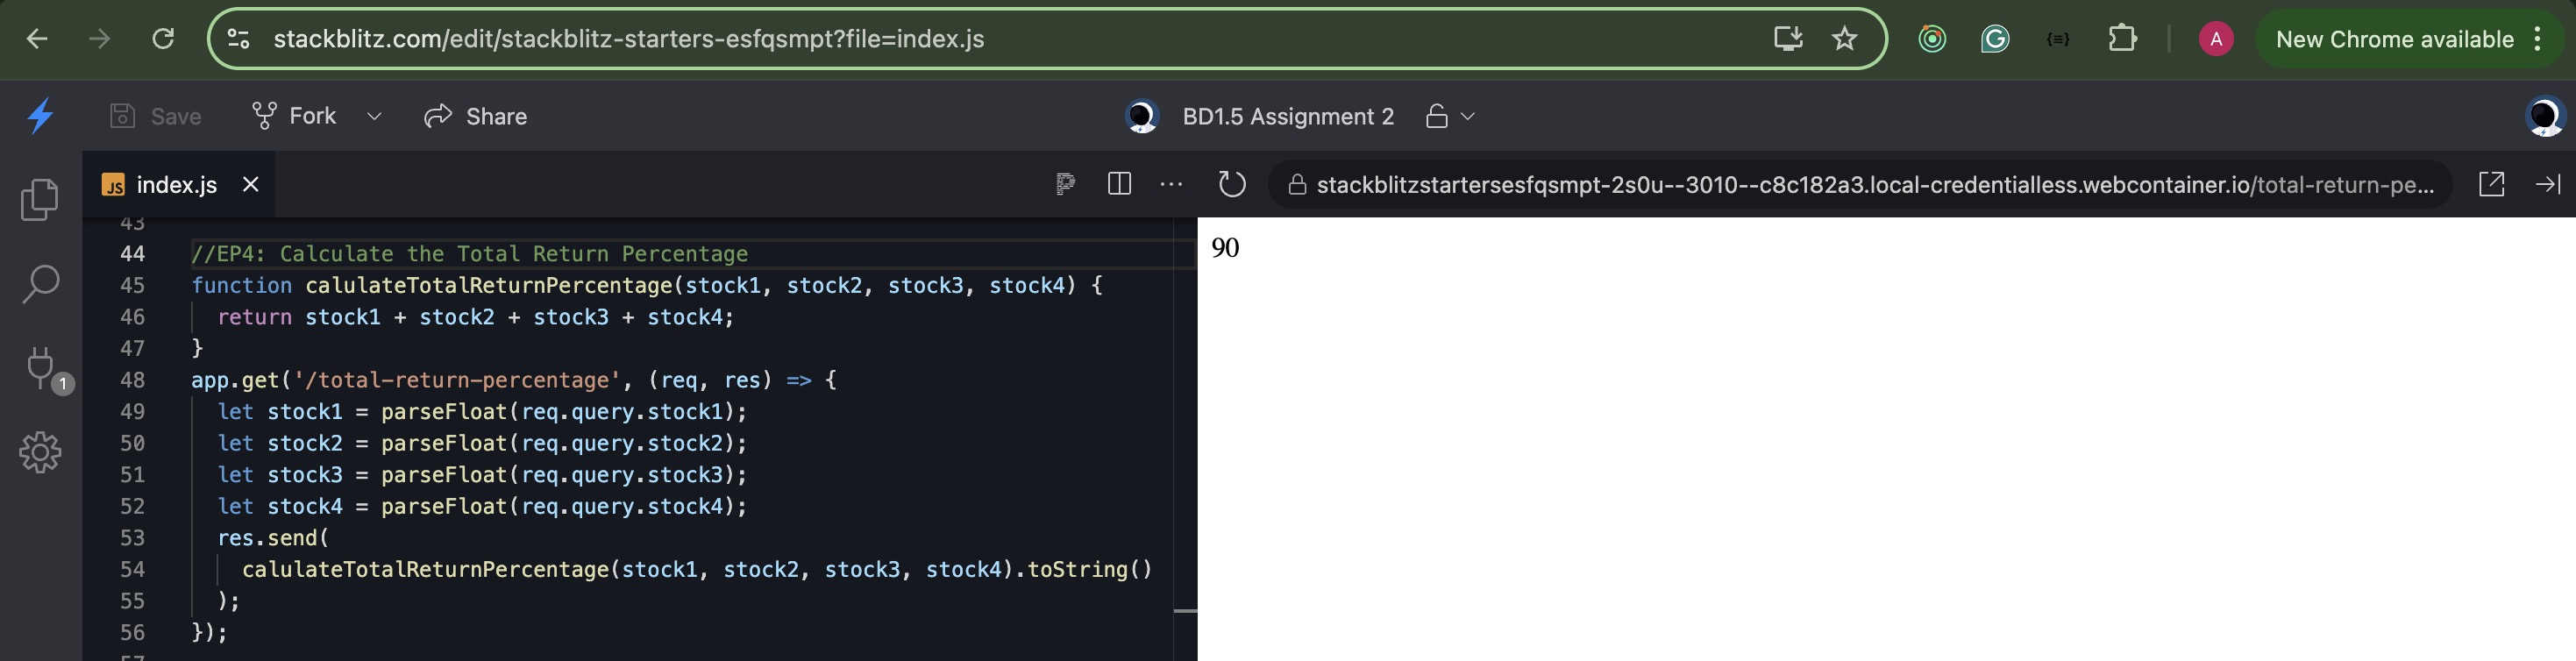 stackblitz.com/edit/stackblitz-starters-esfqsmpt?file=index.js
A
New Chrome available
Save
Fork
Share
BD1.5 Assignment 2
JS index.js
stackblitzstartersesfqsmpt-2s0u--3010--c8c182a3.local-credentialless.webcontainer.io/total-return-pe...
1
43
44 //EP4: Calculate the Total Return Percentage
45 function calulateTotalReturnPercentage(stock1, stock2, stock3, stock4) {
46 return stock1 + stock2 + stock3 + stock4;
47 }
48 app.get('/total-return-percentage', (req, res) => {
49 let stock1 = parseFloat(req.query.stock1);
50 let stock2 = parseFloat(req.query.stock2);
51 let stock3 = parseFloat(req.query.stock3);
52 let stock4 = parseFloat(req.query.stock4);
53 res.send(
54 calulateTotalReturnPercentage(stock1, stock2, stock3, stock4).toString()
55 );
56 });
57
90